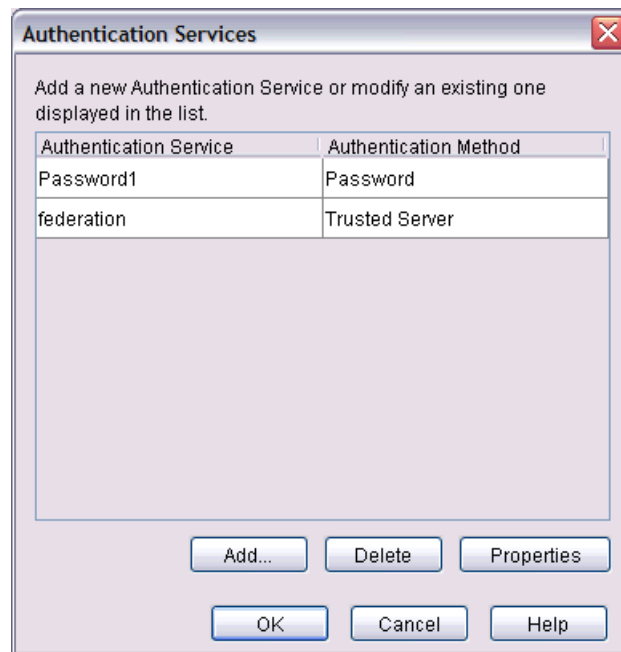 Authentication Services
Add a new Authentication Service or modify an existing one
displayed in the list.
Authentication Service Authentication Method
Password1 Password
federation Trusted Server
Add... Delete Properties
OK Cancel Help